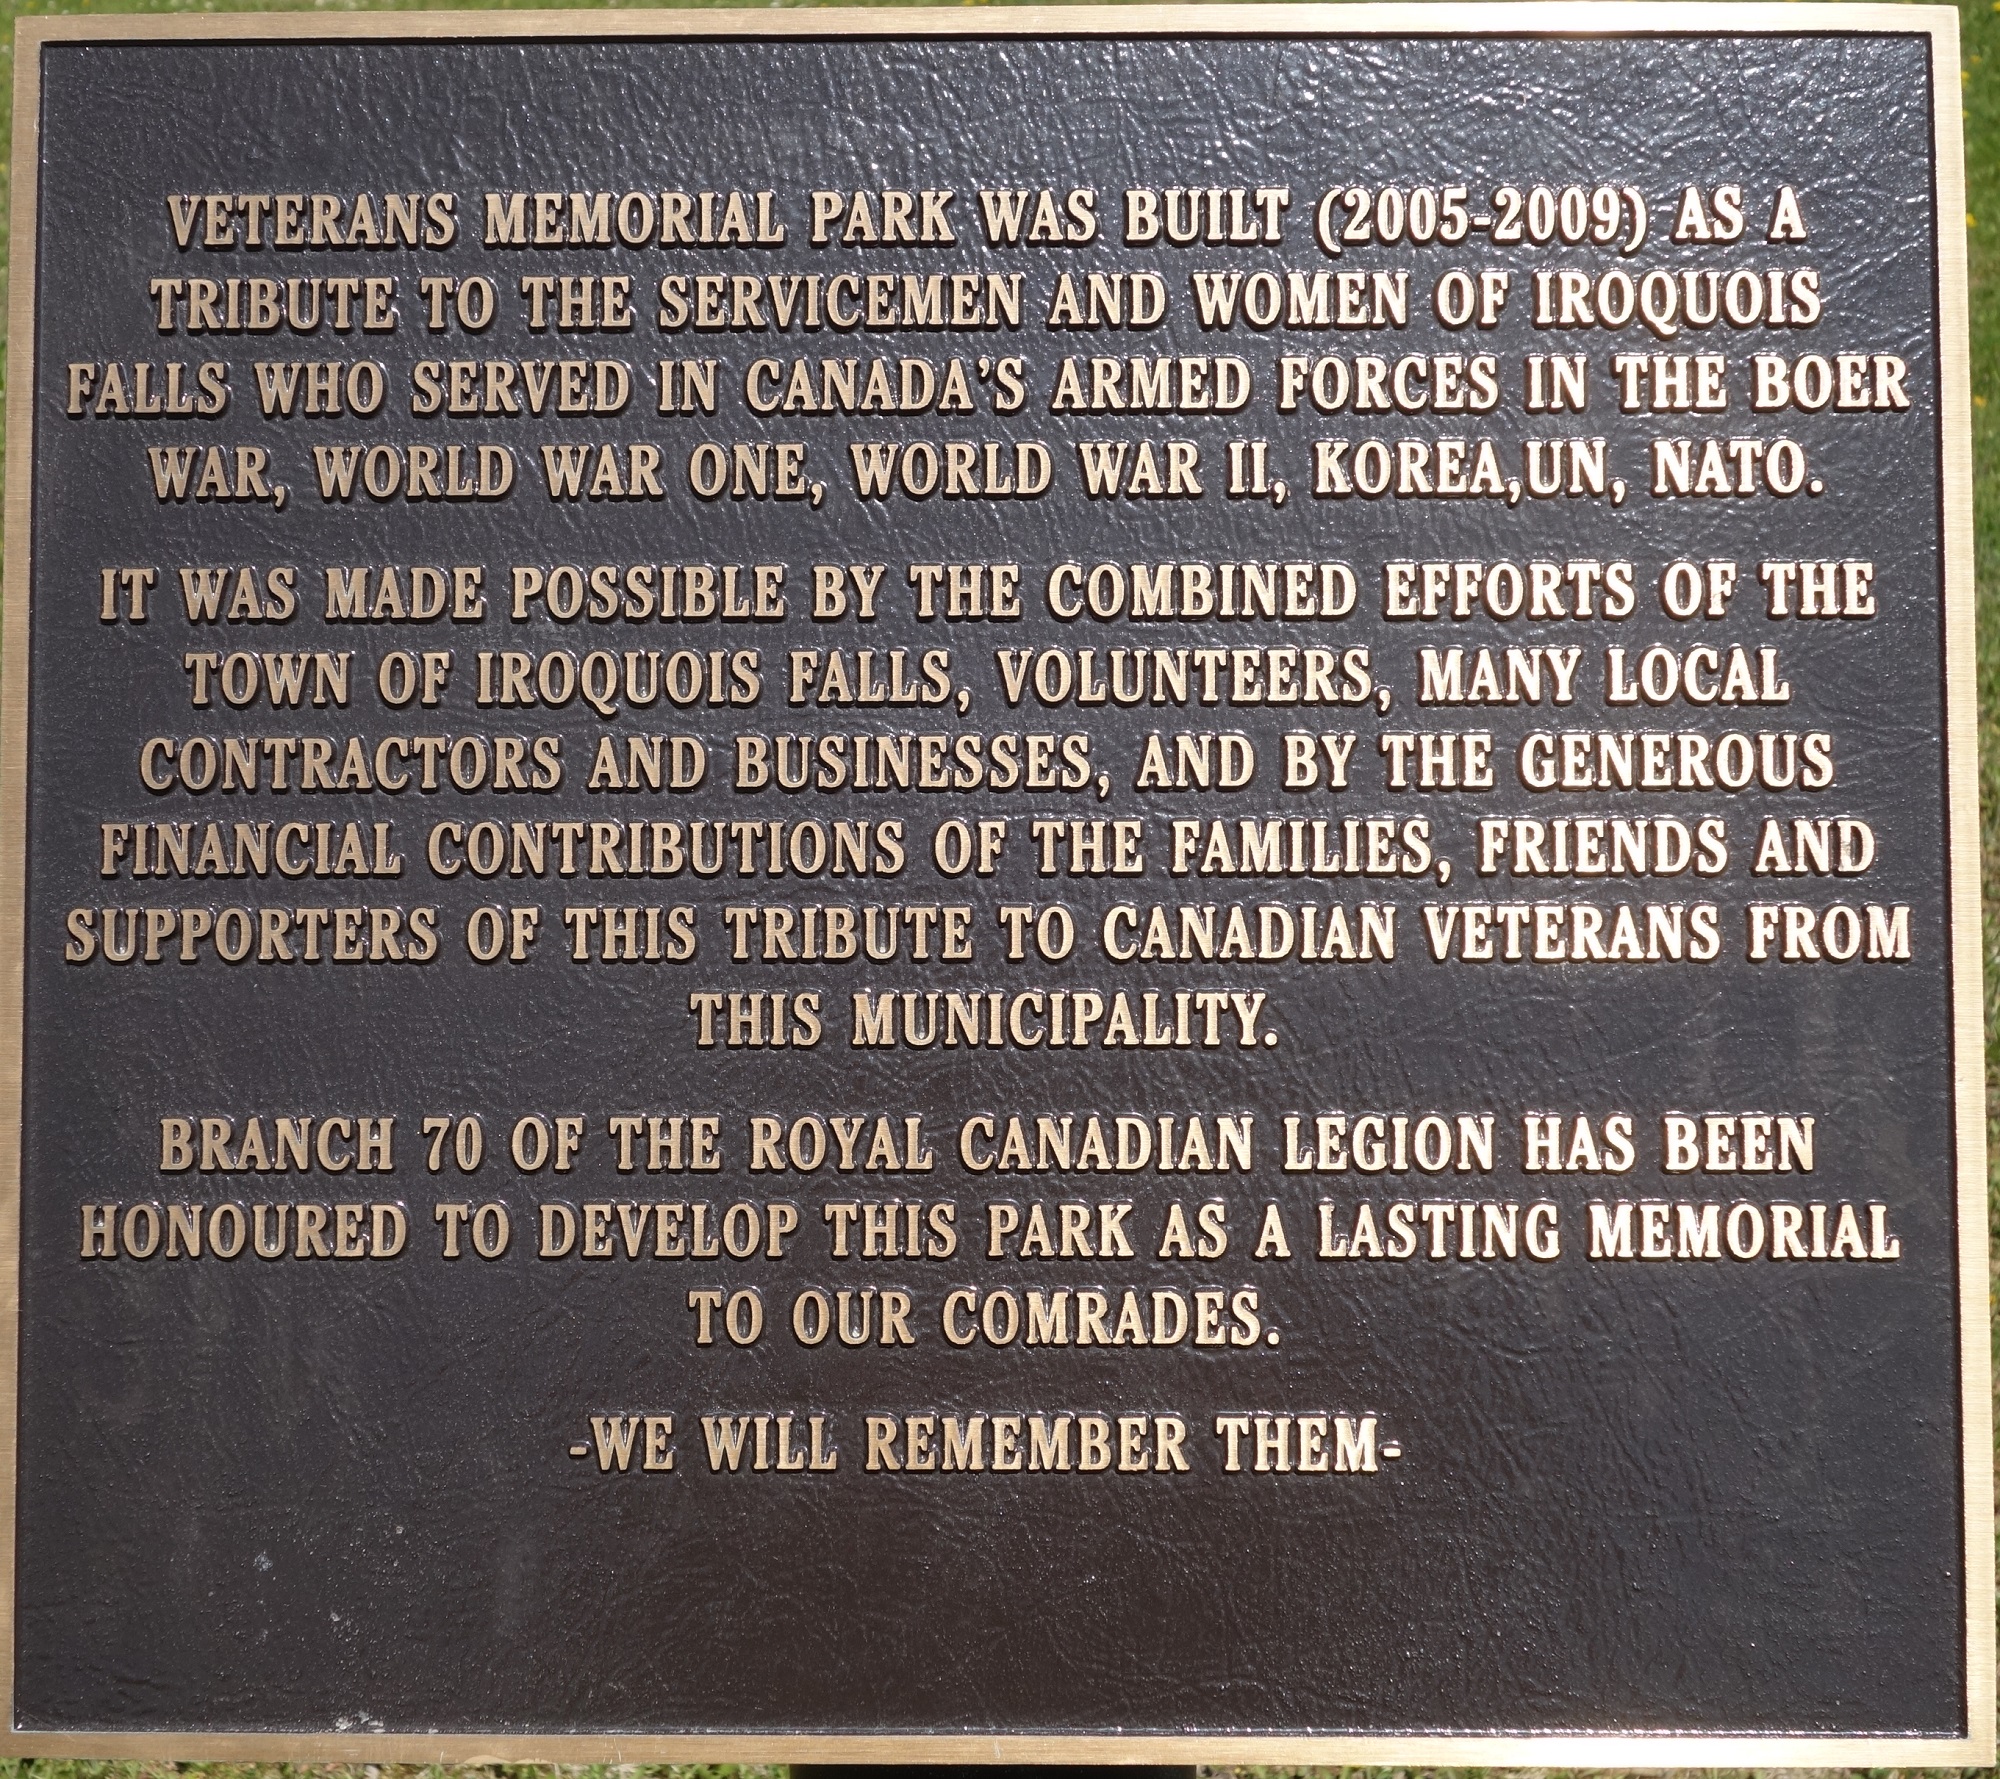 VETERANS MEMORIAL PARK WAS BUILT (2005-2009) AS A
TRIBUTE TO THE SERVICEMEN AND WOMEN OF IROQUOIS
FALLS WHO SERVED IN CANADA'S ARMED FORCES IN THE BOER
WAR, WORLD WAR ONE, WORLD WAR II, KOREA,UN, NATO.
IT WAS MADE POSSIBLE BY THE COMBINED EFFORTS OF THE
TOWN OF IROQUOIS FALLS, VOLUNTEERS, MANY LOCAL
CONTRACTORS AND BUSINESSES, AND BY THE GENEROUS
FINANCIAL CONTRIBUTIONS OF THE FAMILIES, FRIENDS AND
SUPPORTERS OF THIS TRIBUTE TO CANADIAN VETERANS FROM
THIS MUNICIPALITY.
BRANCH 70 OF THE ROYAL CANADIAN LEGION HAS BEEN
HONOURED TO DEVELOP THIS PARK AS A LASTING MEMORIAL
TO OUR COMRADES.
-WE WILL REMEMBER THEM-